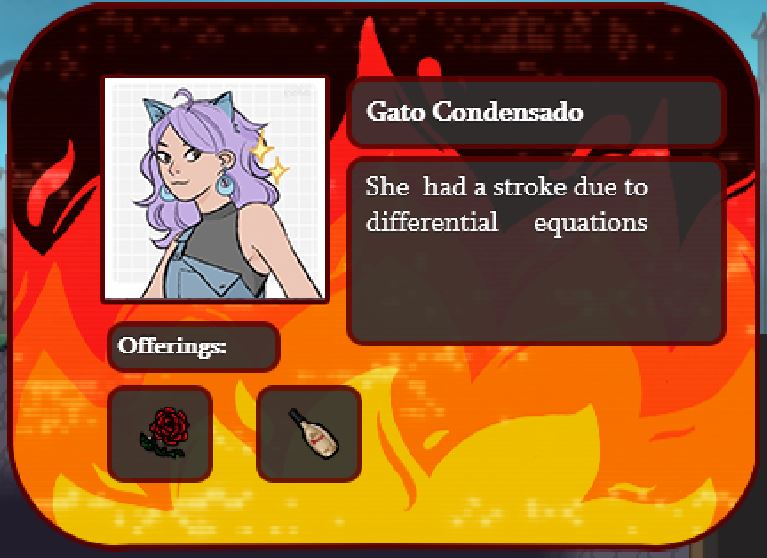 Gato Condensado
She had a stroke due to
differential equations
Offerings: